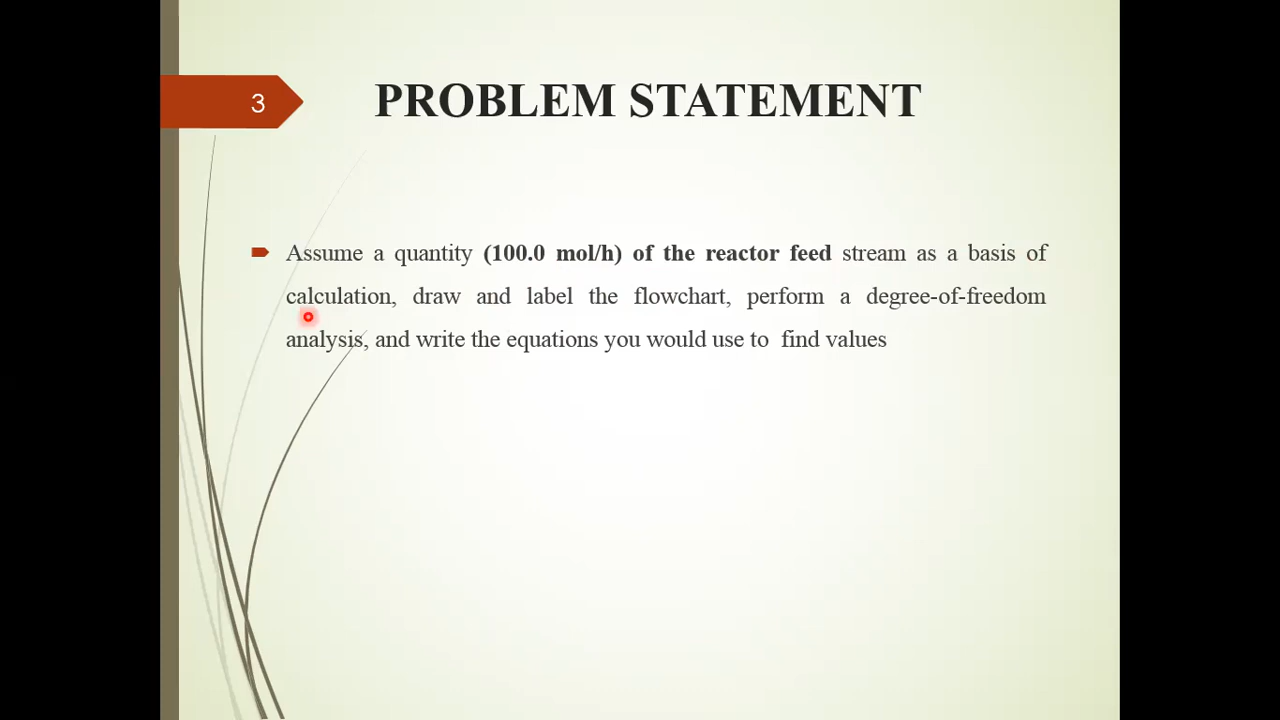 3
PROBLEM STATEMENT
Assume a quantity (100.0 mol/h) of the reactor feed stream as a basis of
calculation, draw and label the flowchart, perform a degree-of-freedom
analysis, and write the equations you would use to find values